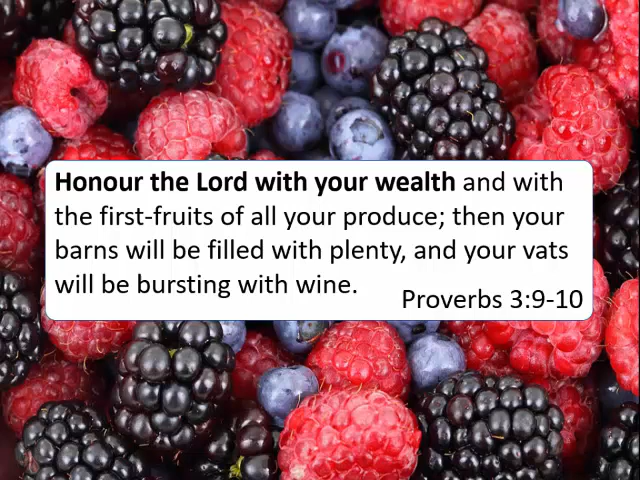 Honour the Lord with your wealth and with
the first-fruits of all your produce; then your
barns will be filled with plenty, and your vats
will be bursting with wine.
Proverbs 3:9-10